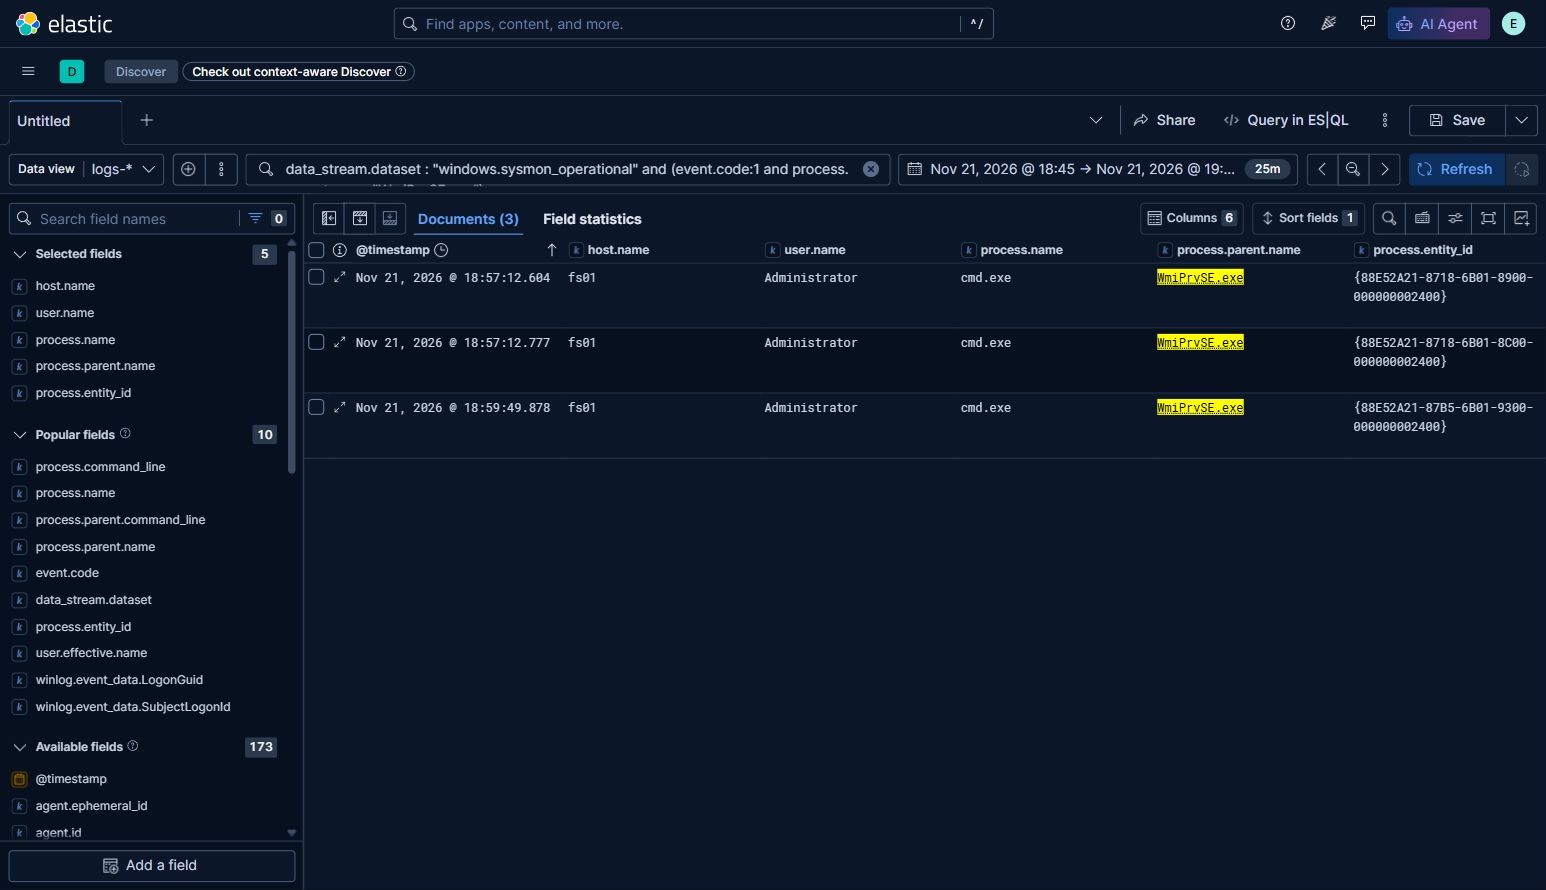 elastic
Find apps, content, and more.
^/
AI Agent
E
D
Discover
Check out context-aware Discover
Untitled
Share
Query in ES|QL
Save
Data view
logs-*
data_stream.dataset : "windows.sysmon_operational" and (event.code:1 and process.
Nov 21, 2026 @ 18:45 → Nov 21, 2026 @ 19:...
25m
Refresh
Search field names
0
Documents (3)
Field statistics
Columns 6
Sort fields 1
Selected fields
5
host.name
user.name
process.name
process.parent.name
process.entity_id
Popular fields
10
process.command_line
process.name
process.parent.command_line
process.parent.name
event.code
data_stream.dataset
process.entity_id
user.effective.name
winlog.event_data.LogonGuid
winlog.event_data.SubjectLogonId
Available fields
173
@timestamp
agent.ephemeral_id
agent.id
Add a field
@timestamp
host.name
user.name
process.name
process.parent.name
process.entity_id
Nov 21, 2026 @ 18:57:12.604 fs01 Administrator cmd.exe WmiPrvSE.exe {88E52A21-8718-6B01-8900-
000000002400}
Nov 21, 2026 @ 18:57:12.777 fs01 Administrator cmd.exe WmiPrvSE.exe {88E52A21-8718-6B01-8C00-
000000002400}
Nov 21, 2026 @ 18:59:49.878 fs01 Administrator cmd.exe WmiPrvSE.exe {88E52A21-87B5-6B01-9300-
000000002400}